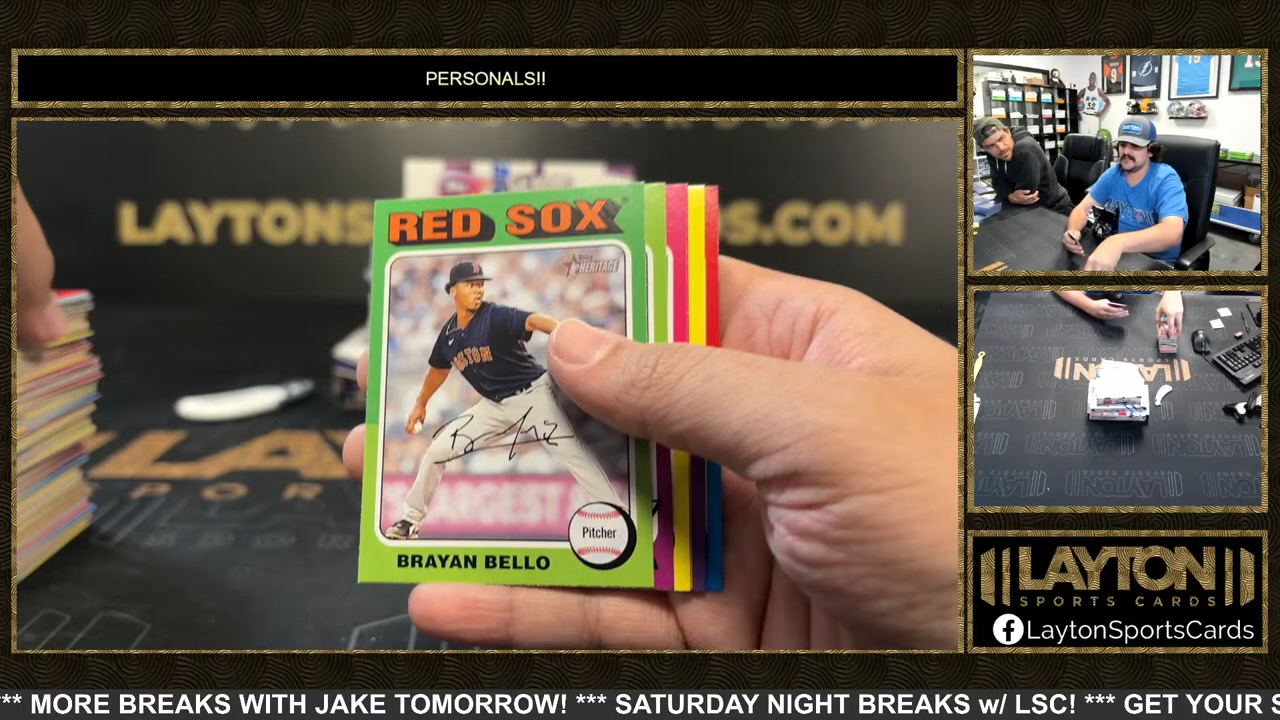 PERSONALS!!
LAYTONS
CARDS.COM
RED SOX
Topps
HERITAGE
BOSTON
Pitcher
BRAYAN BELLO
LAYTON
SPORTS CARDS
LaytonSportsCards
*** MORE BREAKS WITH JAKE TOMORROW! *** SATURDAY NIGHT BREAKS w/ LSC! *** GET YOUR S